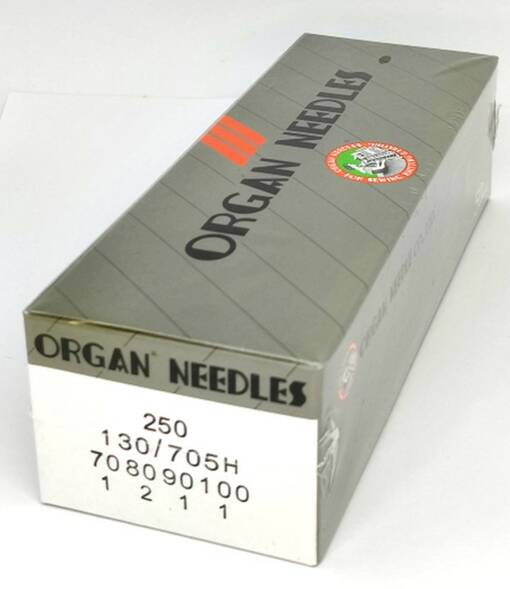 ORGAN NEEDLES
ORGAN NEEDLES
250
130/705H
708090100
1 2 1 1